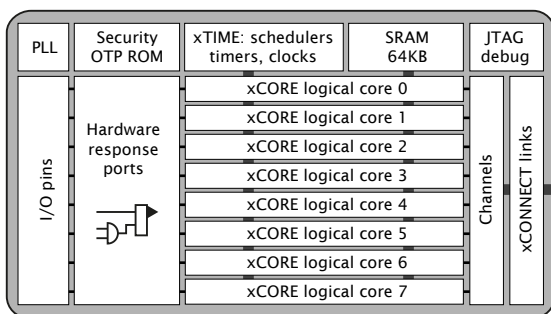 PLL
Security
OTP ROM
xTIME: schedulers
timers, clocks
SRAM
64KB
JTAG
debug
I/O pins
Hardware
response
ports
xCORE logical core 0
xCORE logical core 1
xCORE logical core 2
xCORE logical core 3
xCORE logical core 4
xCORE logical core 5
xCORE logical core 6
xCORE logical core 7
Channels
xCONNECT links